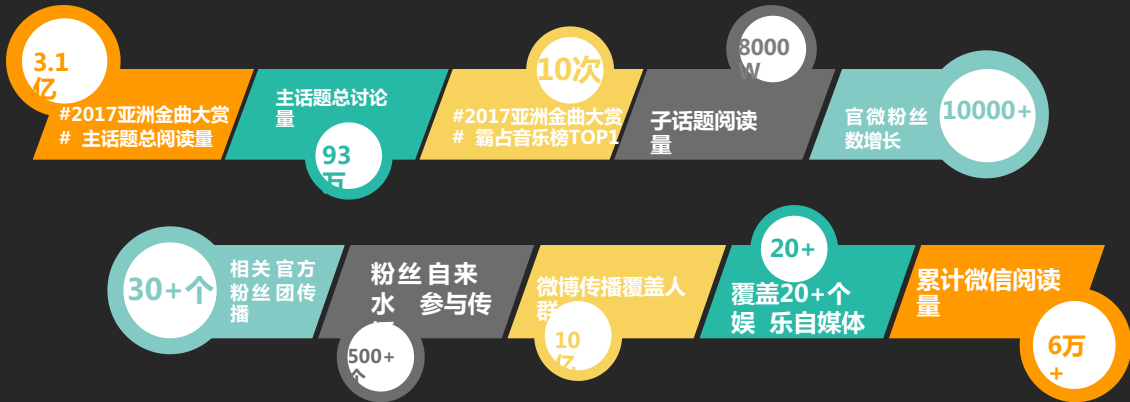 3.1
亿
#2017亚洲金曲大赏
# 主话题总阅读量
主话题总讨论
量
93
万
10次
#2017亚洲金曲大赏
# 霸占音乐榜TOP1
8000
W
子话题阅读
量
官微粉丝
数增长
10000+
30+个
相关官方
粉丝团传
播
粉丝自来
水 参与传
500+
个
微博传播覆盖人
群
10
亿
20+
覆盖20+个
娱 乐自媒体
累计微信阅读
量
6万
+